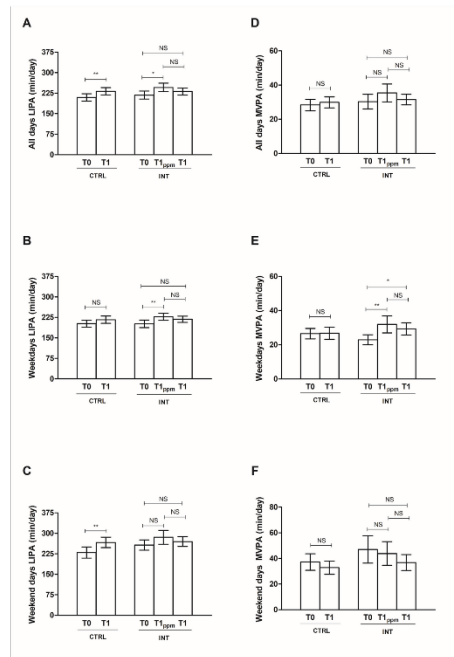 A
All days LIPA (min/day)
375
300
225
150
75
0
**
NS
*
NS
T0 T1 T0 T1ppm T1
CTRL INT
D
All days MVPA (min/day)
60
40
20
0
NS
NS
NS
NS
T0 T1 T0 T1ppm T1
CTRL INT
B
Weekdays LIPA (min/day)
375
300
225
150
75
0
NS
NS
**
NS
T0 T1 T0 T1ppm T1
CTRL INT
E
Weekdays MVPA (min/day)
60
40
20
0
NS
*
**
NS
T0 T1 T0 T1ppm T1
CTRL INT
C
Weekend days LIPA (min/day)
375
300
225
150
75
0
**
NS
NS
NS
T0 T1 T0 T1ppm T1
CTRL INT
F
Weekend days MVPA (min/day)
80
60
40
20
0
NS
NS
NS
NS
T0 T1 T0 T1ppm T1
CTRL INT